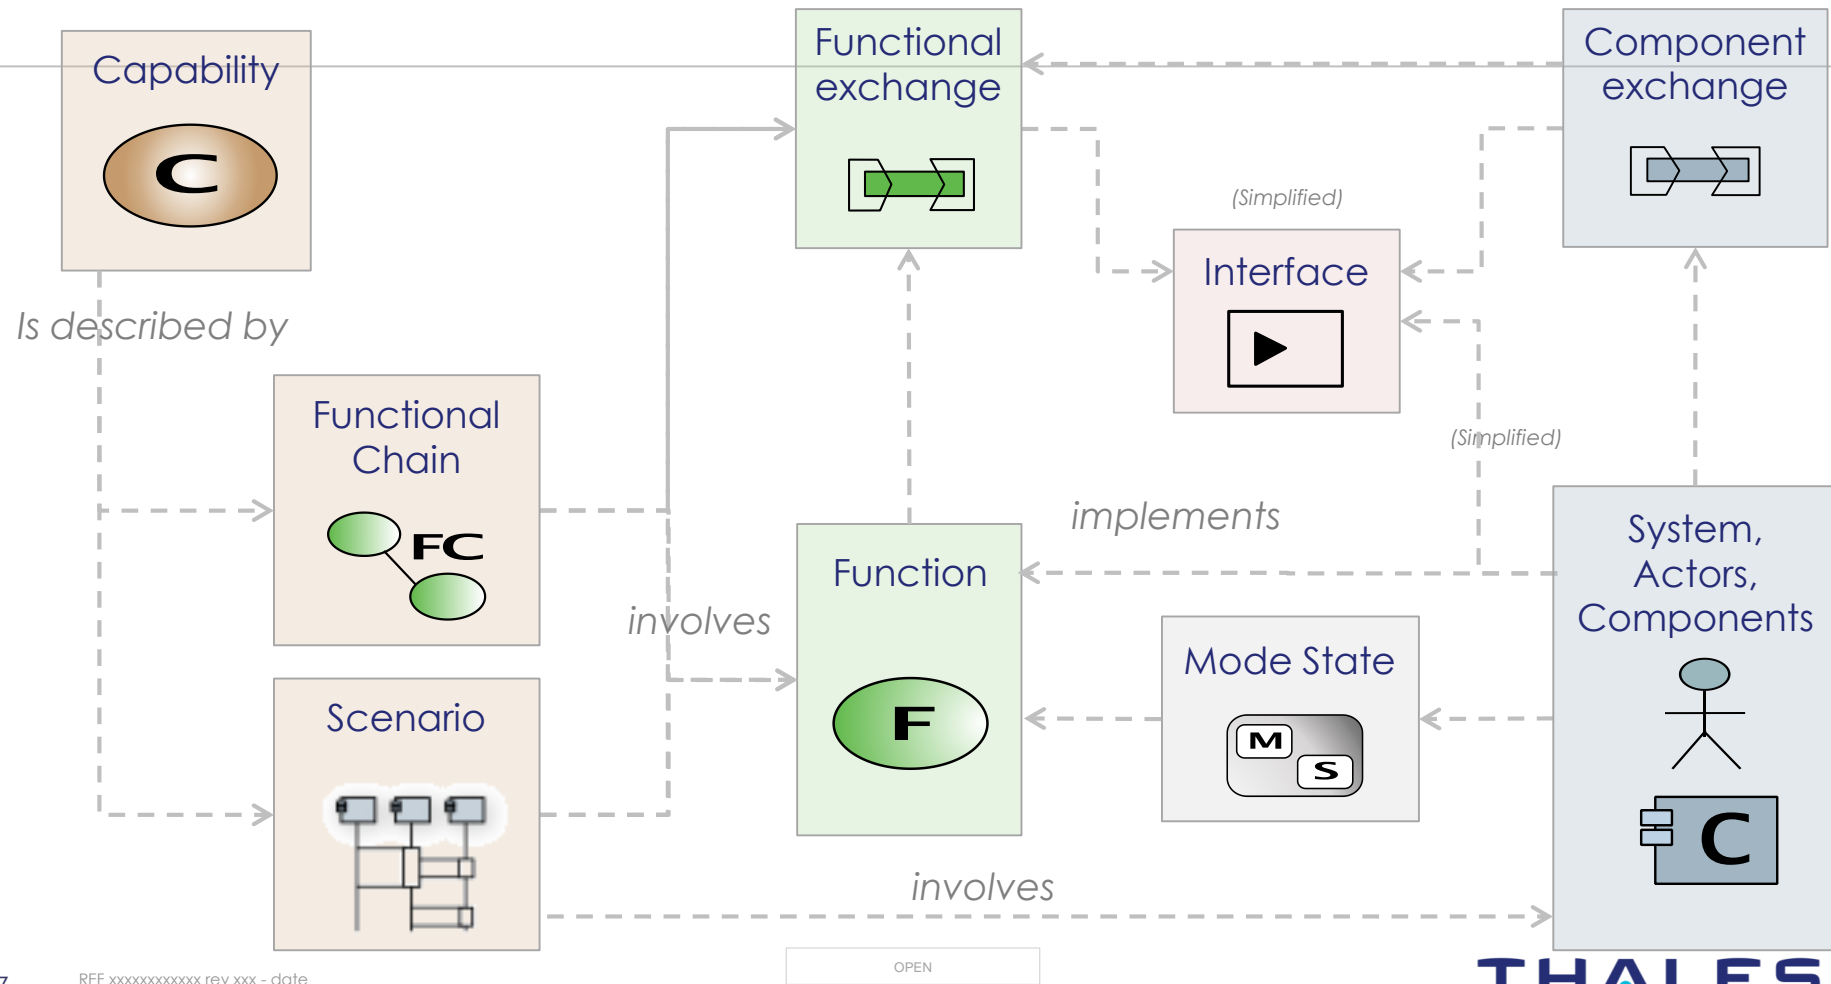 Capability
C
Functional
exchange
Component
exchange
(Simplified)
Interface
Is described by
Functional
Chain
FC
(Simplified)
implements
Function
F
System,
Actors,
Components
C
involves
Mode State
M
S
Scenario
involves
OPEN
7
REF xxxxxxxxxxxx rev xxx - date
THALES